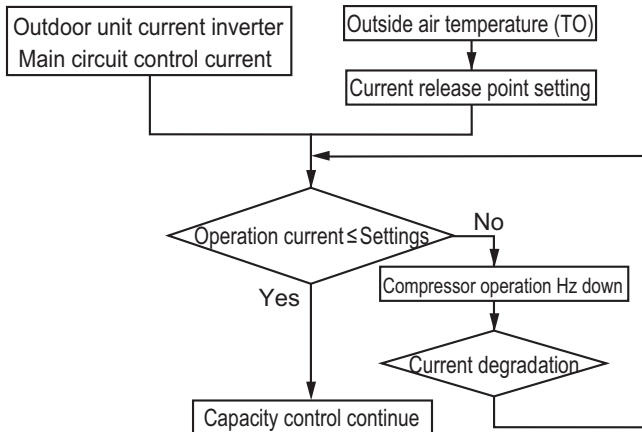 Outdoor unit current inverter
Main circuit control current
Outside air temperature (TO)
Current release point setting
Operation current ≤ Settings
No
Yes
Compressor operation Hz down
Current degradation
Capacity control continue